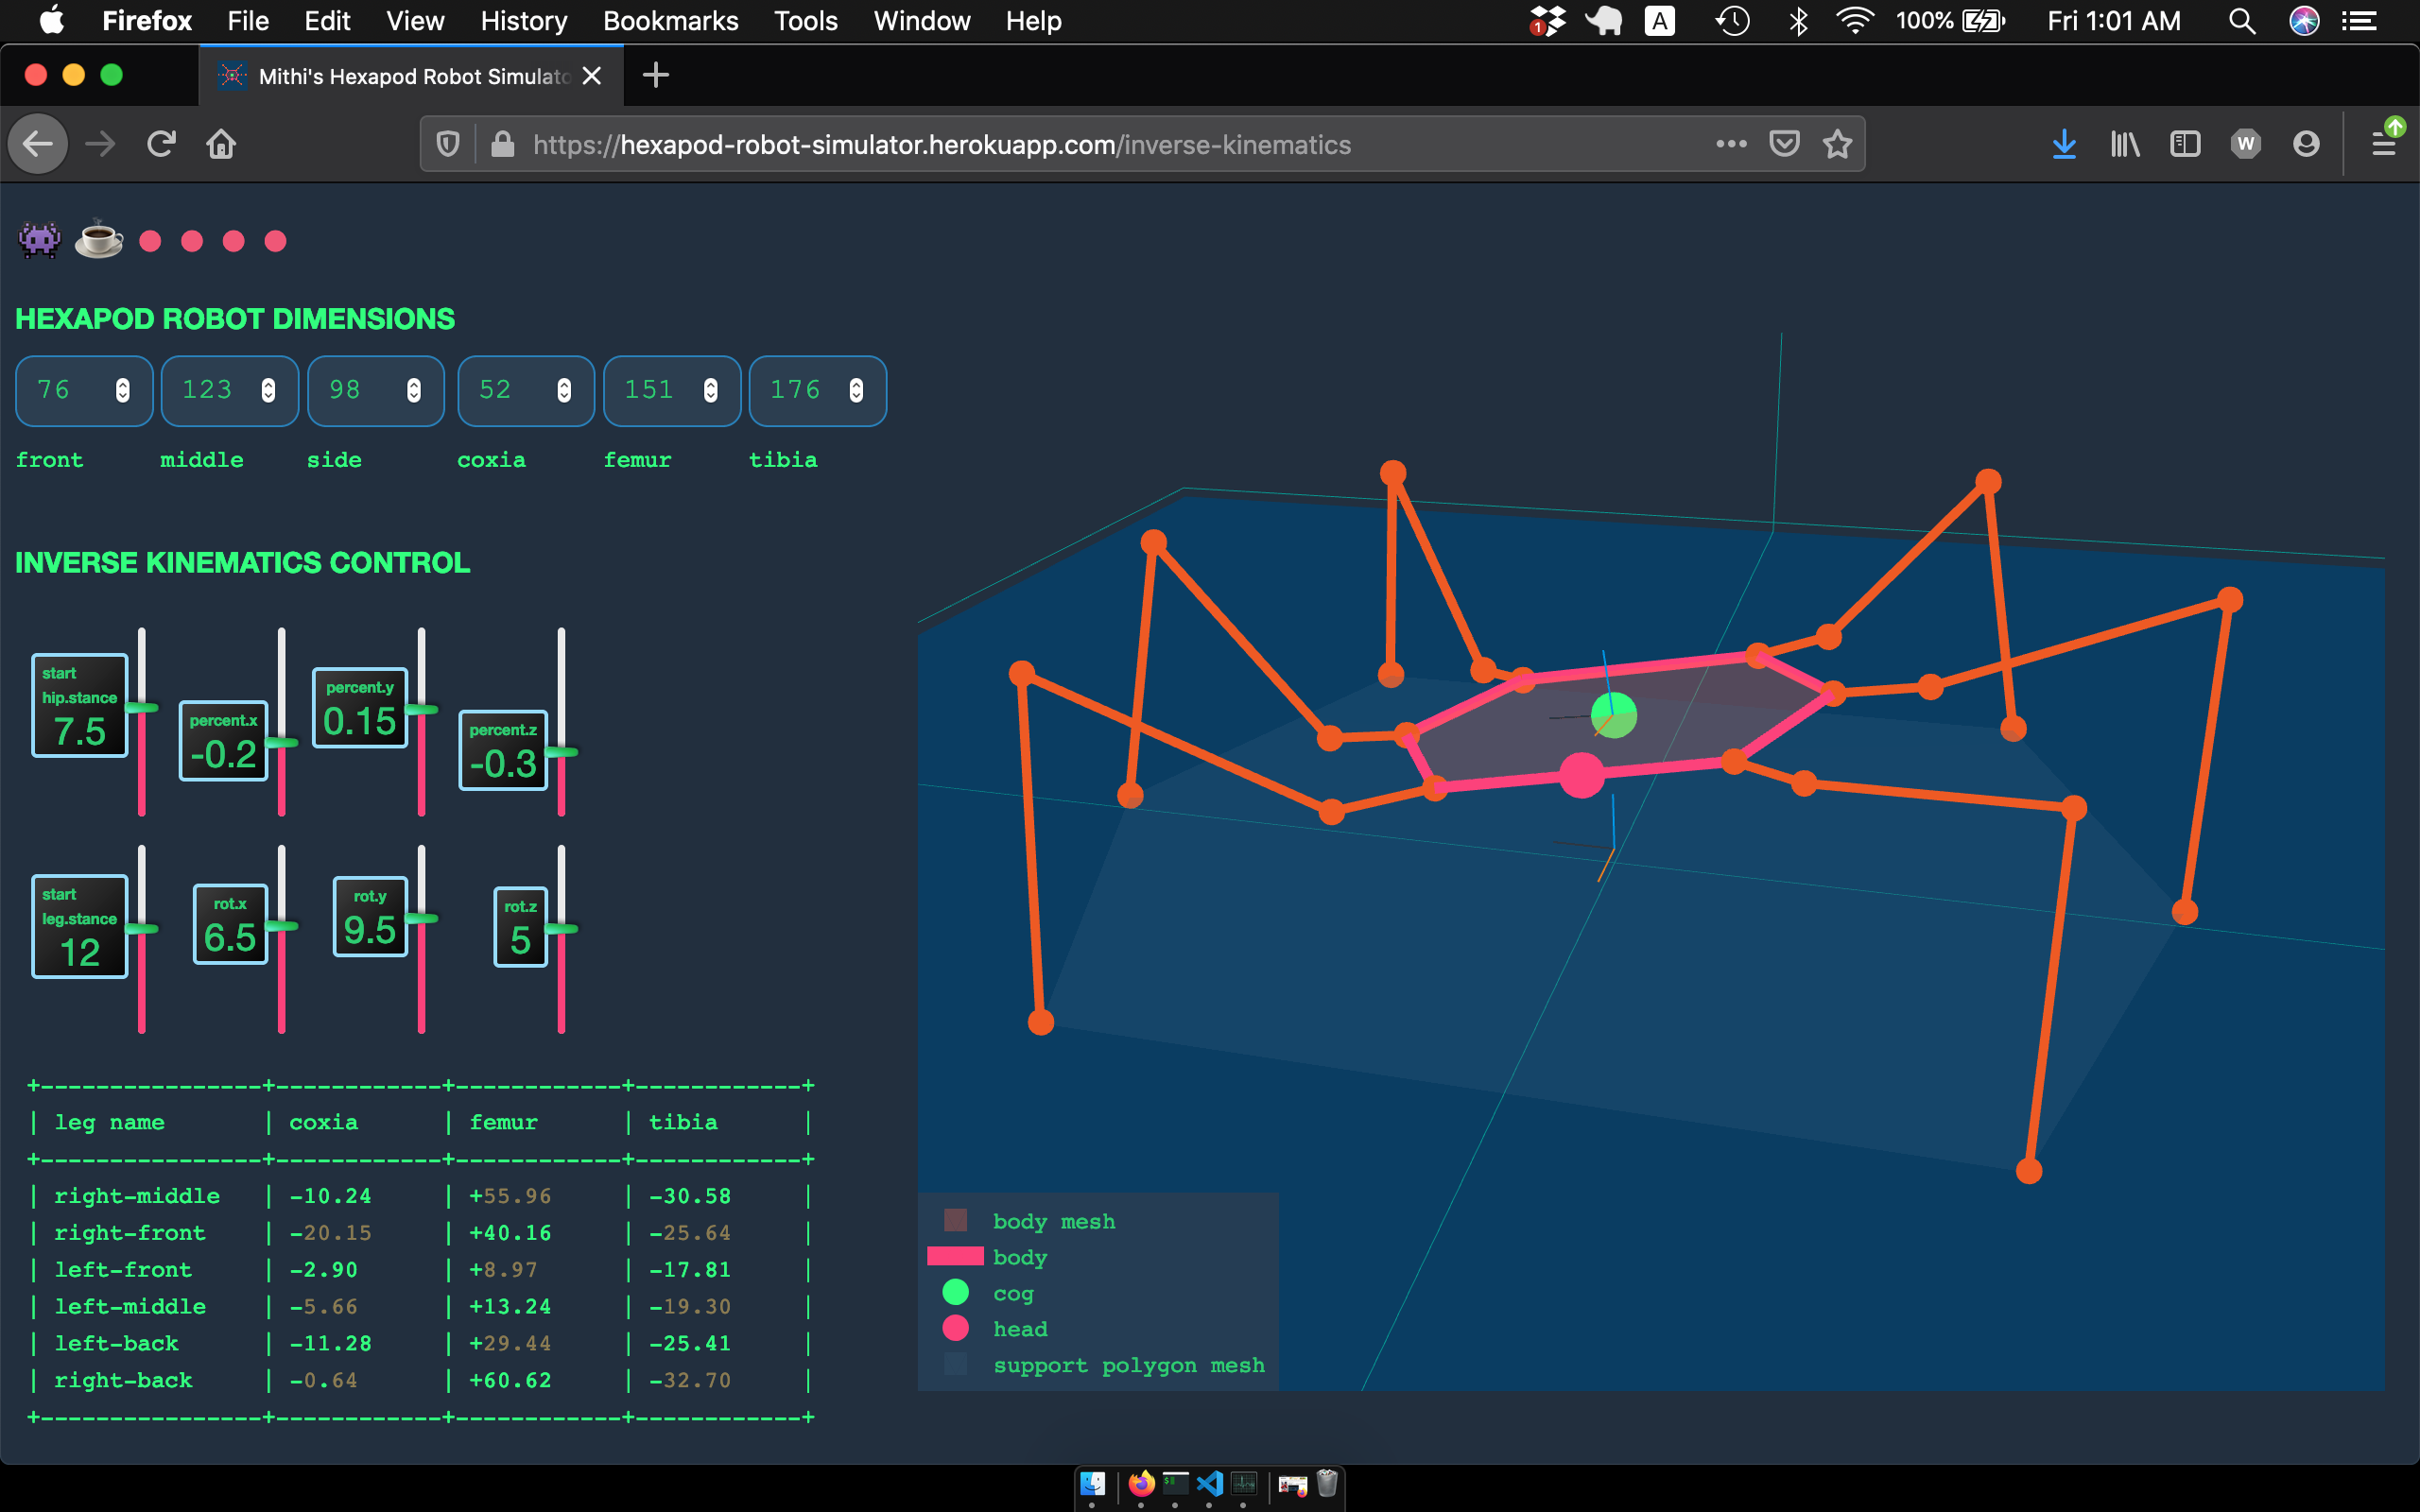 Firefox File Edit View History Bookmarks Tools Window Help 1 A 100% Fri 1:01 AM
Mithi's Hexapod Robot Simulato
https://hexapod-robot-simulator.herokuapp.com/inverse-kinematics
W
HEXAPOD ROBOT DIMENSIONS
76 123 98 52 151 176
front middle side coxia femur tibia
INVERSE KINEMATICS CONTROL
start
hip.stance
7.5
percent.x
-0.2
percent.y
0.15
percent.z
-0.3
start
leg.stance
12
rot.x
6.5
rot.y
9.5
rot.z
5
+----------------+------------+------------+------------+
| leg name | coxia | femur | tibia |
+----------------+------------+------------+------------+
| right-middle | -10.24 | +55.96 | -30.58 |
| right-front | -20.15 | +40.16 | -25.64 |
| left-front | -2.90 | +8.97 | -17.81 |
| left-middle | -5.66 | +13.24 | -19.30 |
| left-back | -11.28 | +29.44 | -25.41 |
| right-back | -0.64 | +60.62 | -32.70 |
+----------------+------------+------------+------------+
body mesh
body
cog
head
support polygon mesh